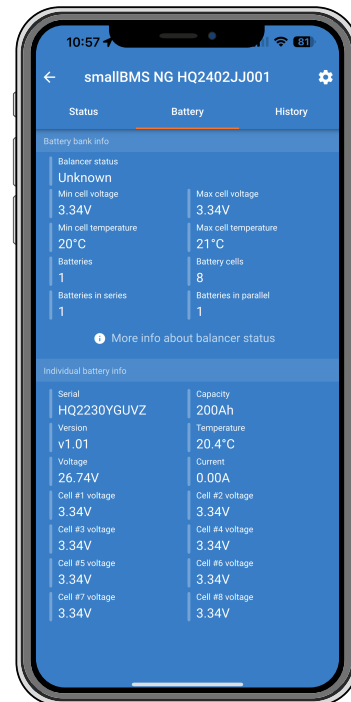 10:57
81
smallBMS NG HQ2402JJ001
Status Battery History
Battery bank info
Balancer status
Unknown
Min cell voltage Max cell voltage
3.34V 3.34V
Min cell temperature Max cell temperature
20°C 21°C
Batteries Battery cells
1 8
Batteries in series Batteries in parallel
1 1
More info about balancer status
Individual battery info
Serial Capacity
HQ2230YGUVZ 200Ah
Version Temperature
v1.01 20.4°C
Voltage Current
26.74V 0.00A
Cell #1 voltage Cell #2 voltage
3.34V 3.34V
Cell #3 voltage Cell #4 voltage
3.34V 3.34V
Cell #5 voltage Cell #6 voltage
3.34V 3.34V
Cell #7 voltage Cell #8 voltage
3.34V 3.34V